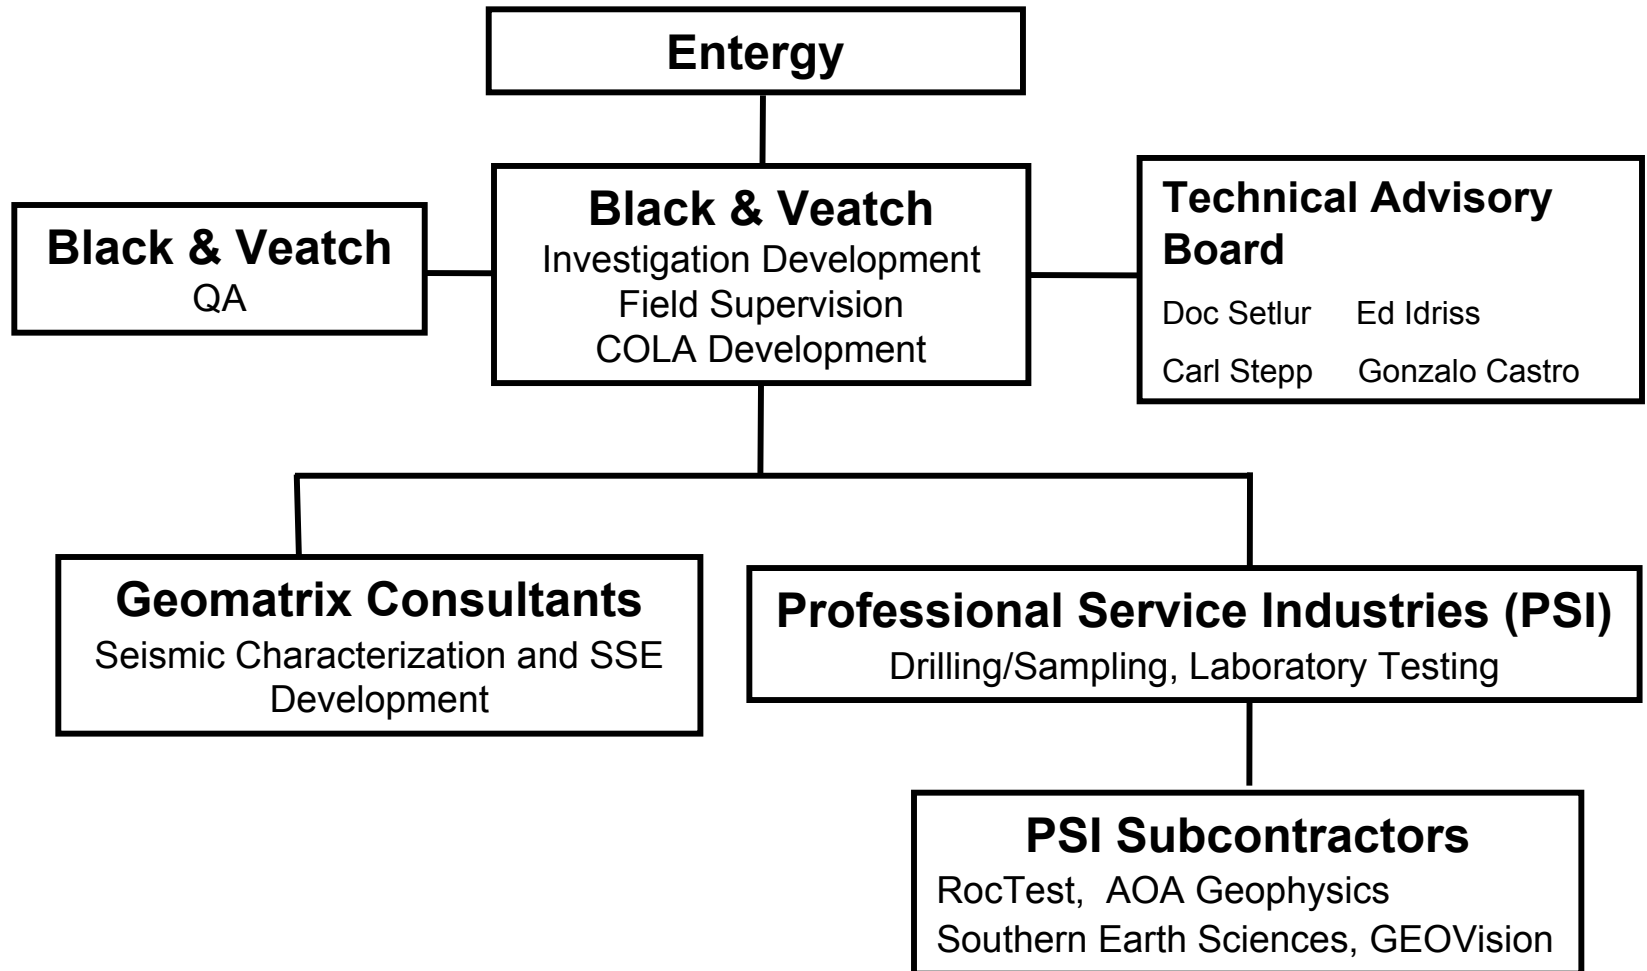 Entergy
Black & Veatch
QA
Black & Veatch
Investigation Development
Field Supervision
COLA Development
Technical Advisory
Board
Doc Setlur Ed Idriss
Carl Stepp Gonzalo Castro
Geomatrix Consultants
Seismic Characterization and SSE
Development
Professional Service Industries (PSI)
Drilling/Sampling, Laboratory Testing
PSI Subcontractors
RocTest, AOA Geophysics
Southern Earth Sciences, GEOVision